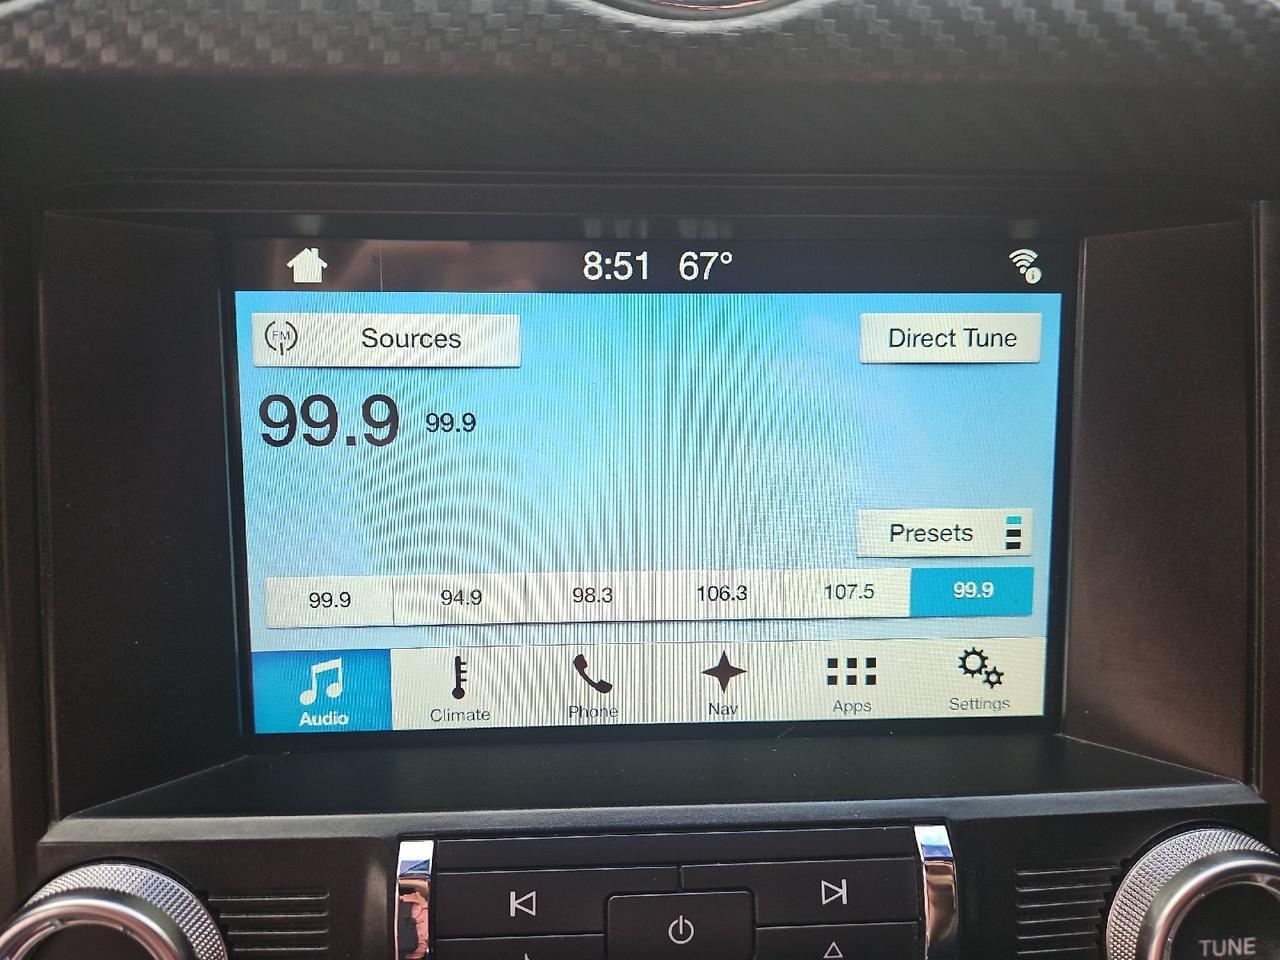 8:51 67°
FM Sources
Direct Tune
99.9 99.9
Presets
99.9 94.9 98.3 106.3 107.5 99.9
Audio Climate Phone Nav Apps Settings
TUNE